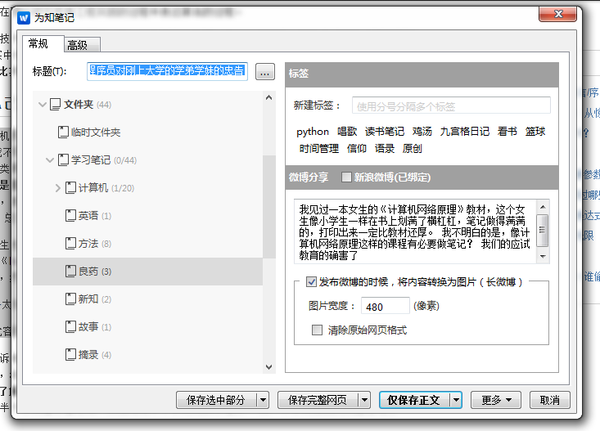 为知笔记
常规 高级
标题(T): 程序员对刚上大学的学弟学妹的忠告 ...
文件夹 (44)
临时文件夹
学习笔记 (0/44)
计算机 (1/20)
英语 (1)
方法 (8)
良药 (3)
新知 (2)
故事 (1)
摘录 (4)
标签
新建标签： 使用分号分隔多个标签
python 唱歌 读书笔记 鸡汤 九宫格日记 看书 篮球
时间管理 信仰 语录 原创
微博分享 新浪微博(已绑定)
我见过一本女生的《计算机网络原理》教材，这个女
生像小学生一样在书上划满了横杠杠，笔记做得满满
的，打印出来一定比教材还厚。 我不明白的是，像计
算机网络原理这样的课程有必要做笔记？ 我们的应试
教育的确害了
发布微博的时候，将内容转换为图片（长微博）
图片宽度： 480 (像素)
清除原始网页格式
保存选中部分 保存完整网页 仅保存正文 更多 取消